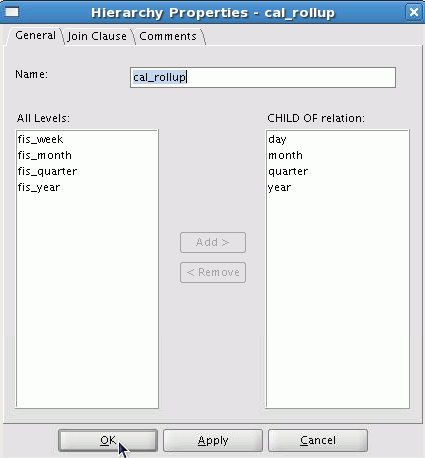 Hierarchy Properties - cal_rollup
General Join Clause Comments
Name: cal_rollup
All Levels: CHILD OF relation:
fis_week day
fis_month month
fis_quarter quarter
fis_year year
Add >
< Remove
OK Apply Cancel